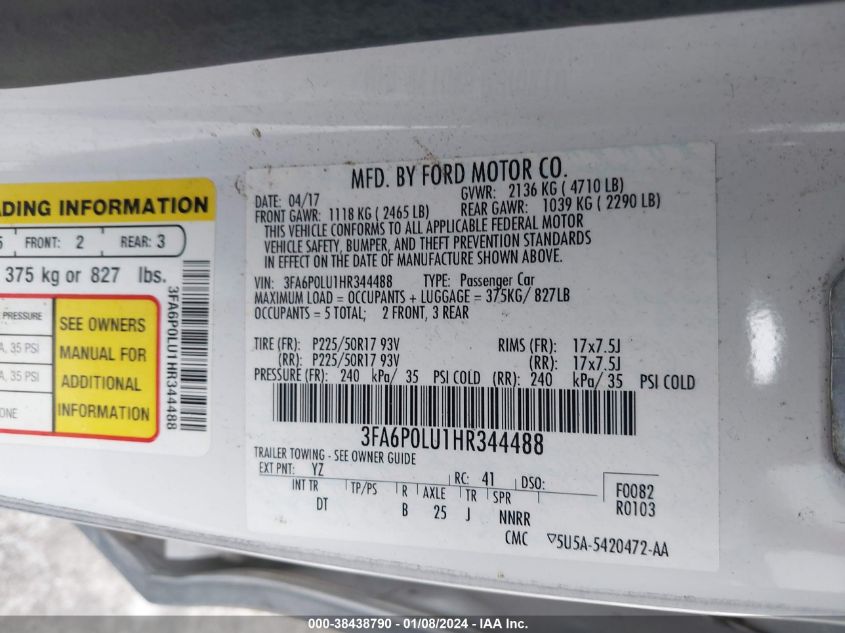 ADING INFORMATION
5 FRONT: 2 REAR: 3
375 kg or 827 lbs.
PRESSURE
A, 35 PSI
A, 35 PSI
ONE
SEE OWNERS
MANUAL FOR
ADDITIONAL
INFORMATION
3FA6P0LU1HR344488
MFD. BY FORD MOTOR CO.
DATE: 04/17 GVWR: 2136 KG ( 4710 LB)
FRONT GAWR: 1118 KG ( 2465 LB) REAR GAWR: 1039 KG ( 2290 LB)
THIS VEHICLE CONFORMS TO ALL APPLICABLE FEDERAL MOTOR
VEHICLE SAFETY, BUMPER, AND THEFT PREVENTION STANDARDS
IN EFFECT ON THE DATE OF MANUFACTURE SHOWN ABOVE.
VIN: 3FA6P0LU1HR344488 TYPE: Passenger Car
MAXIMUM LOAD = OCCUPANTS + LUGGAGE = 375KG/ 827LB
OCCUPANTS = 5 TOTAL; 2 FRONT, 3 REAR
TIRE (FR): P225/50R17 93V RIMS (FR): 17x7.5J
(RR): P225/50R17 93V (RR): 17x7.5J
PRESSURE (FR): 240 kPa/ 35 PSI COLD (RR): 240 kPa/ 35 PSI COLD
3FA6P0LU1HR344488
TRAILER TOWING - SEE OWNER GUIDE
EXT PNT: YZ RC: 41 DSO: F0082
R0103
INT TR TP/PS R AXLE TR SPR
DT B 25 J NNRR
CMC ▽5U5A-5420472-AA
000-38438790 - 01/08/2024 - IAA Inc.